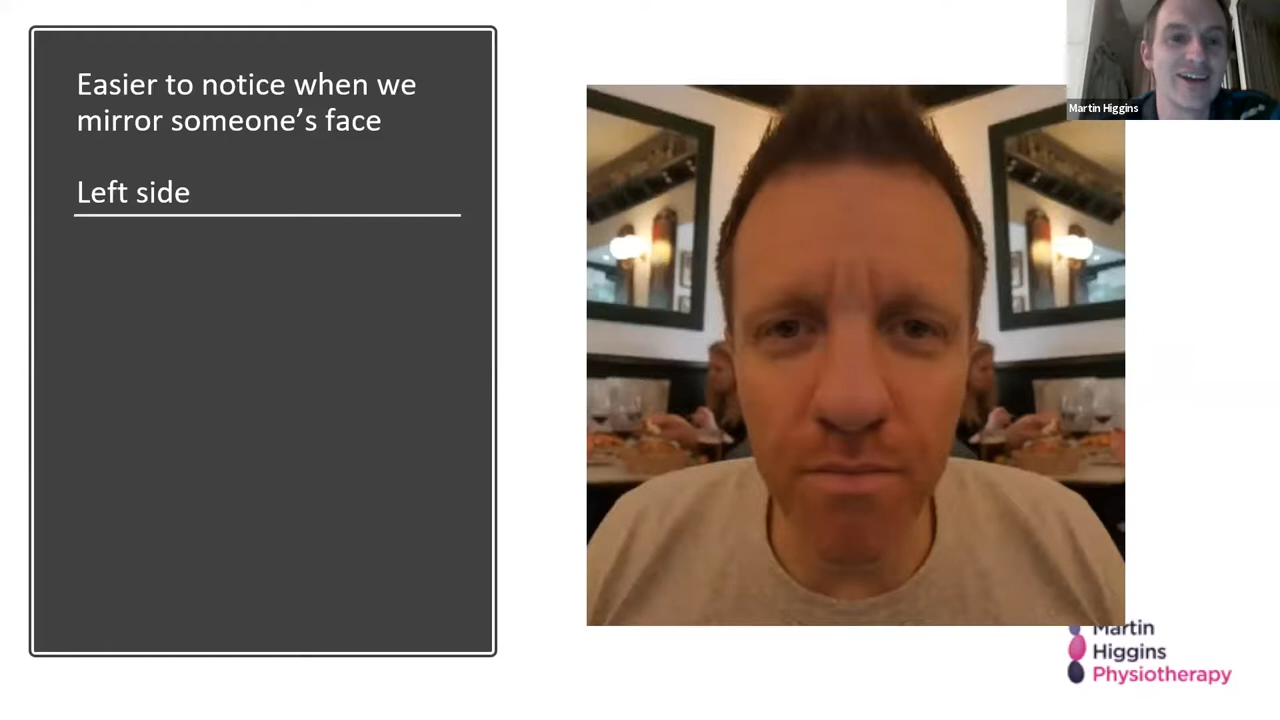 Easier to notice when we
mirror someone’s face
Left side
Martin Higgins
Martin
Higgins
Physiotherapy